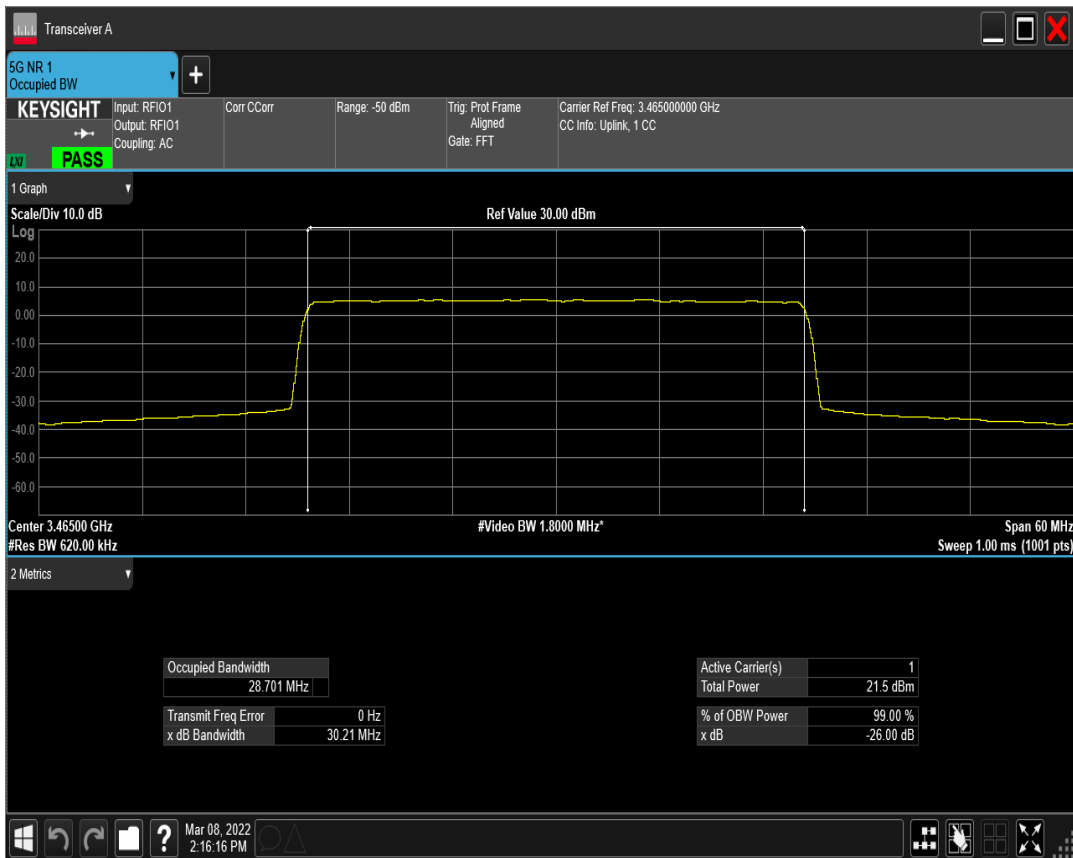 Transceiver A
5G NR 1
Occupied BW
+
KEYSIGHT
LXI
PASS
Input: RFIO1
Output: RFIO1
Coupling: AC
Corr CCorr
Range: -50 dBm
Trig: Prot Frame
Aligned
Gate: FFT
Carrier Ref Freq: 3.465000000 GHz
CC Info: Uplink, 1 CC
1 Graph
Scale/Div 10.0 dB
Ref Value 30.00 dBm
Log
20.0
10.0
0.00
-10.0
-20.0
-30.0
-40.0
-50.0
-60.0
Center 3.46500 GHz
#Video BW 1.8000 MHz*
Span 60 MHz
#Res BW 620.00 kHz
Sweep 1.00 ms (1001 pts)
2 Metrics
Occupied Bandwidth
28.701 MHz
Transmit Freq Error 0 Hz
x dB Bandwidth 30.21 MHz
Active Carrier(s) 1
Total Power 21.5 dBm
% of OBW Power 99.00 %
x dB -26.00 dB
?
Mar 08, 2022
2:16:16 PM